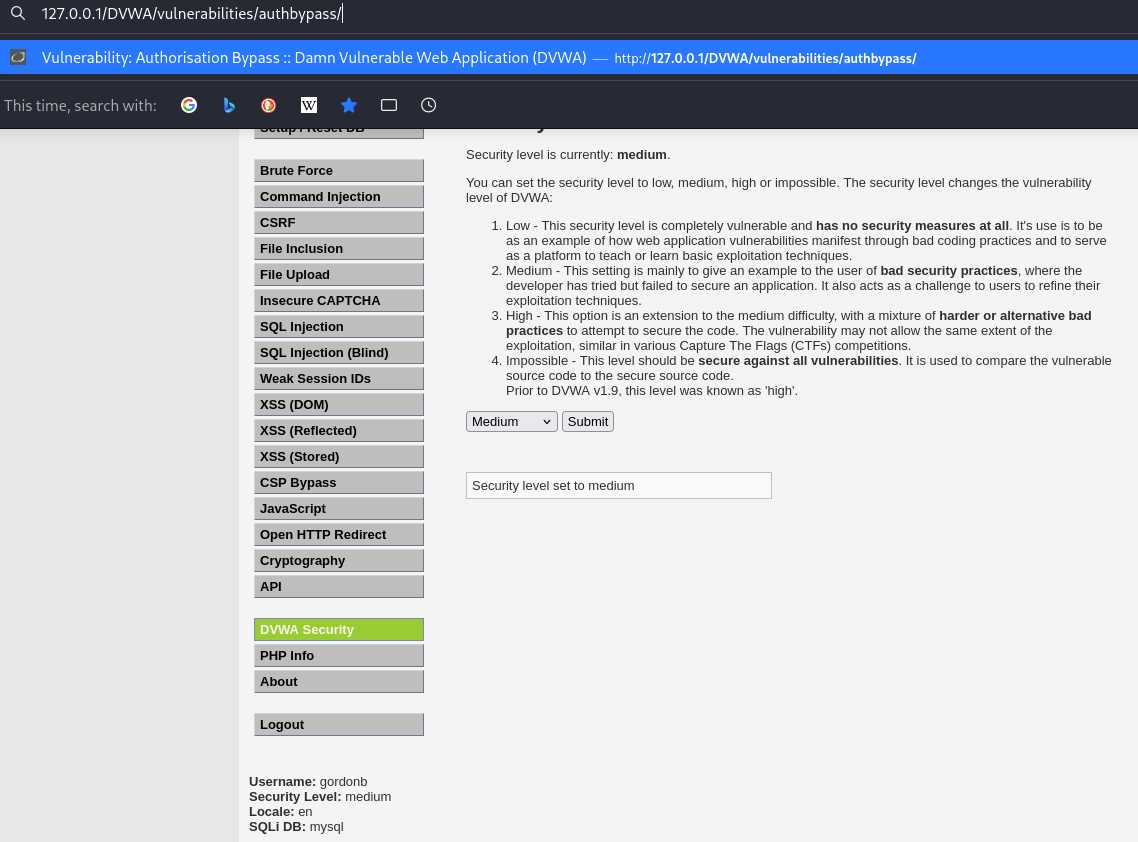 127.0.0.1/DVWA/vulnerabilities/authbypass/
Vulnerability: Authorisation Bypass :: Damn Vulnerable Web Application (DVWA) — http://127.0.0.1/DVWA/vulnerabilities/authbypass/
This time, search with:
W
Setup / Reset DB
Brute Force
Command Injection
CSRF
File Inclusion
File Upload
Insecure CAPTCHA
SQL Injection
SQL Injection (Blind)
Weak Session IDs
XSS (DOM)
XSS (Reflected)
XSS (Stored)
CSP Bypass
JavaScript
Open HTTP Redirect
Cryptography
API
DVWA Security
PHP Info
About
Logout
Username: gordonb
Security Level: medium
Locale: en
SQLi DB: mysql
Security level is currently: medium.
You can set the security level to low, medium, high or impossible. The security level changes the vulnerability
level of DVWA:
1. Low - This security level is completely vulnerable and has no security measures at all. It's use is to be
as an example of how web application vulnerabilities manifest through bad coding practices and to serve
as a platform to teach or learn basic exploitation techniques.
2. Medium - This setting is mainly to give an example to the user of bad security practices, where the
developer has tried but failed to secure an application. It also acts as a challenge to users to refine their
exploitation techniques.
3. High - This option is an extension to the medium difficulty, with a mixture of harder or alternative bad
practices to attempt to secure the code. The vulnerability may not allow the same extent of the
exploitation, similar in various Capture The Flags (CTFs) competitions.
4. Impossible - This level should be secure against all vulnerabilities. It is used to compare the vulnerable
source code to the secure source code.
Prior to DVWA v1.9, this level was known as 'high'.
Medium Submit
Security level set to medium